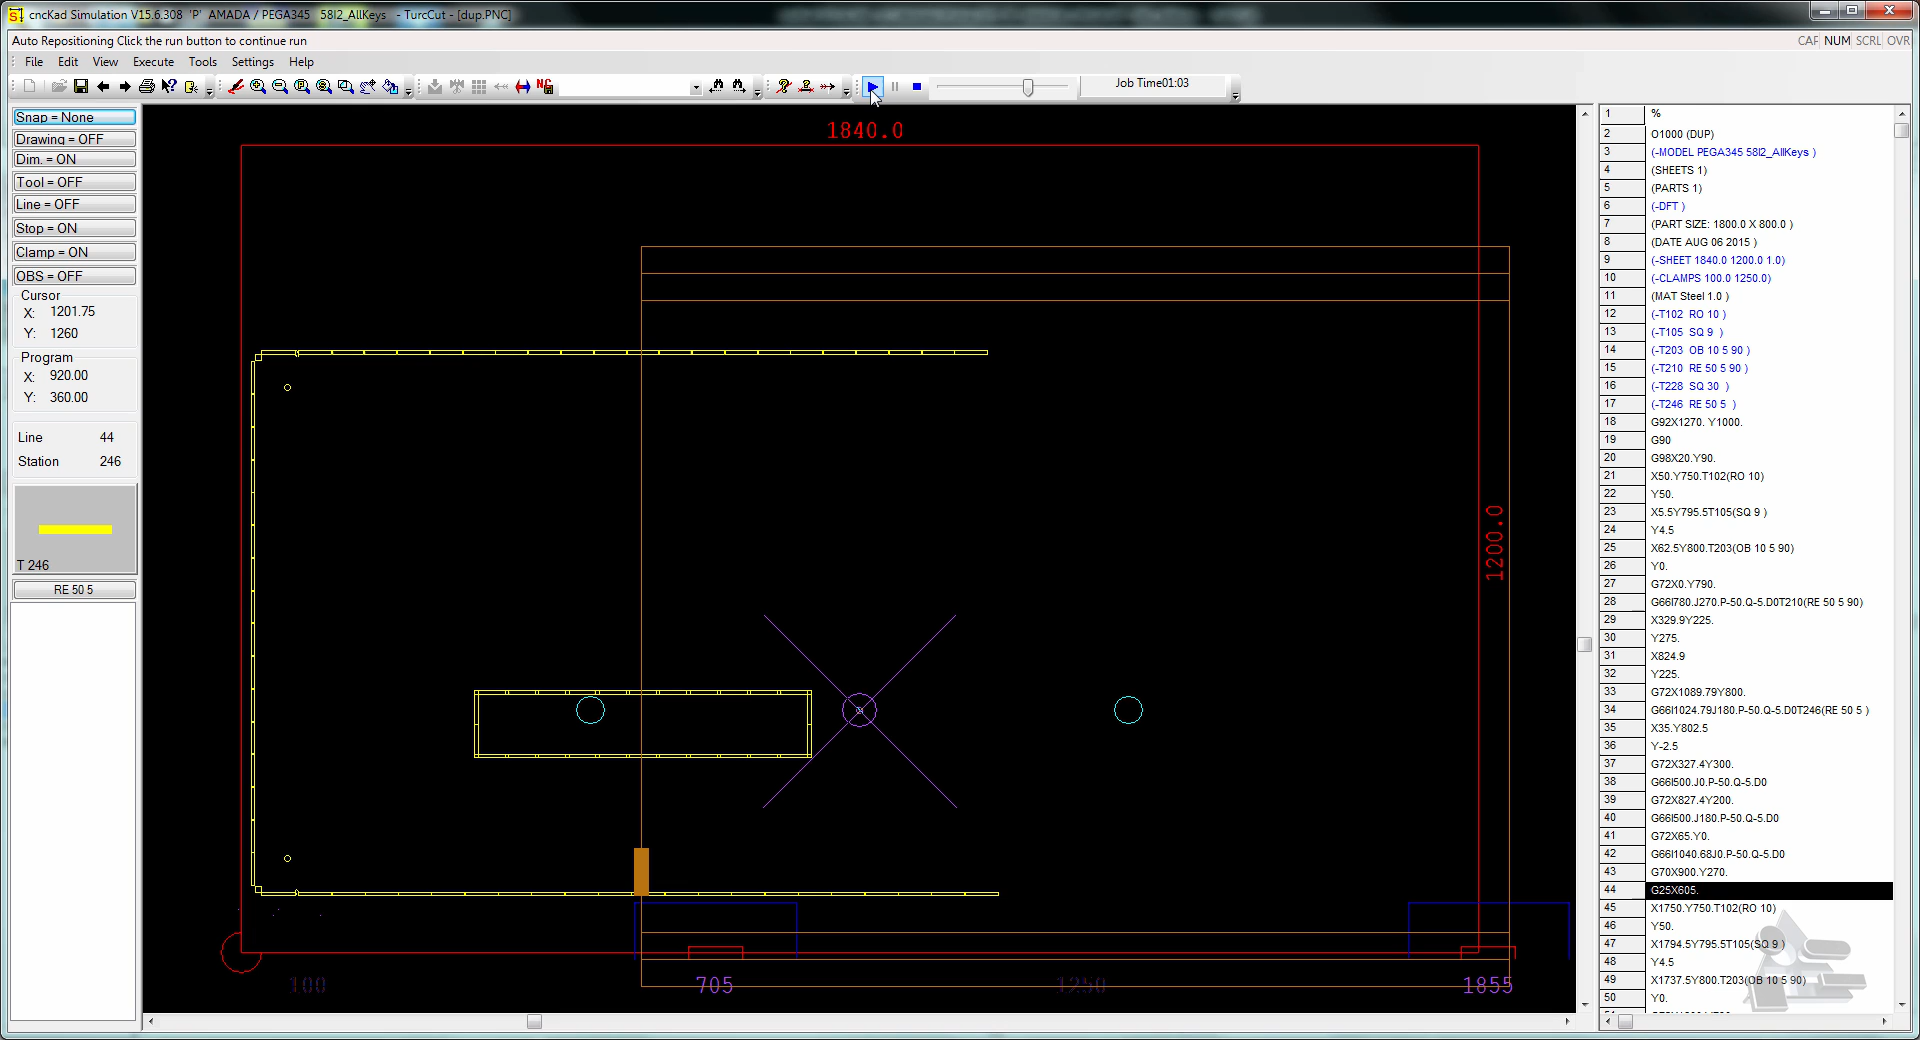 cncKad Simulation V15.6.308 'P' AMADA / PEGA345 58I2_AllKeys - TurcCut - [dup.PNC]
Auto Repositioning Click the run button to continue run
CAP NUM SCRL OVR
File Edit View Execute Tools Settings Help
NC
Job Time01:03
Snap = None
Drawing = OFF
Dim. = ON
Tool = OFF
Line = OFF
Stop = ON
Clamp = ON
OBS = OFF
Cursor
X: 1201.75
Y: 1260
Program
X: 920.00
Y: 360.00
Line 44
Station 246
T 246
RE 50 5
1840.0
1200.0
100
705
1250
1855
1 %
2 O1000 (DUP)
3 (-MODEL PEGA345 58I2_AllKeys )
4 (SHEETS 1)
5 (PARTS 1)
6 (-DFT )
7 (PART SIZE: 1800.0 X 800.0 )
8 (DATE AUG 06 2015 )
9 (-SHEET 1840.0 1200.0 1.0)
10 (-CLAMPS 100.0 1250.0)
11 (MAT Steel 1.0 )
12 (-T102 RO 10 )
13 (-T105 SQ 9 )
14 (-T203 OB 10 5 90 )
15 (-T210 RE 50 5 90 )
16 (-T228 SQ 30 )
17 (-T246 RE 50 5 )
18 G92X1270. Y1000.
19 G90
20 G98X20.Y90.
21 X50.Y750.T102(RO 10)
22 Y50.
23 X5.5Y795.5T105(SQ 9 )
24 Y4.5
25 X62.5Y800.T203(OB 10 5 90)
26 Y0.
27 G72X0.Y790.
28 G66I780.J270.P-50.Q-5.D0T210(RE 50 5 90)
29 X329.9Y225.
30 Y275.
31 X824.9
32 Y225.
33 G72X1089.79Y800.
34 G66I1024.79J180.P-50.Q-5.D0T246(RE 50 5 )
35 X35.Y802.5
36 Y-2.5
37 G72X327.4Y300.
38 G66I500.J0.P-50.Q-5.D0
39 G72X827.4Y200.
40 G66I500.J180.P-50.Q-5.D0
41 G72X65.Y0.
42 G66I1040.68J0.P-50.Q-5.D0
43 G70X900.Y270.
44 G25X605.
45 X1750.Y750.T102(RO 10)
46 Y50.
47 X1794.5Y795.5T105(SQ 9 )
48 Y4.5
49 X1737.5Y800.T203(OB 10 5 90)
50 Y0.